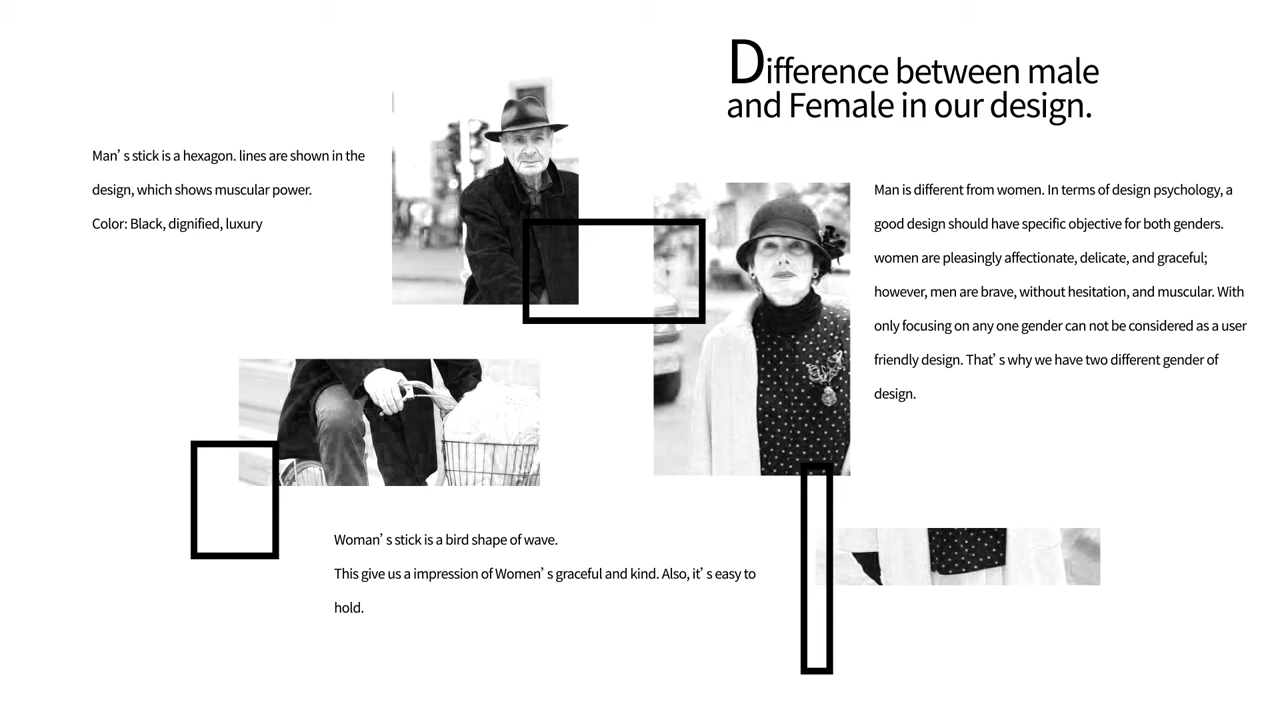 Difference between male
and Female in our design.
Man's stick is a hexagon. lines are shown in the
design, which shows muscular power.
Color: Black, dignified, luxury
Man is different from women. In terms of design psychology, a
good design should have specific objective for both genders.
women are pleasingly affectionate, delicate, and graceful;
however, men are brave, without hesitation, and muscular. With
only focusing on any one gender can not be considered as a user
friendly design. That's why we have two different gender of
design.
Woman's stick is a bird shape of wave.
This give us a impression of Women's graceful and kind. Also, it's easy to
hold.